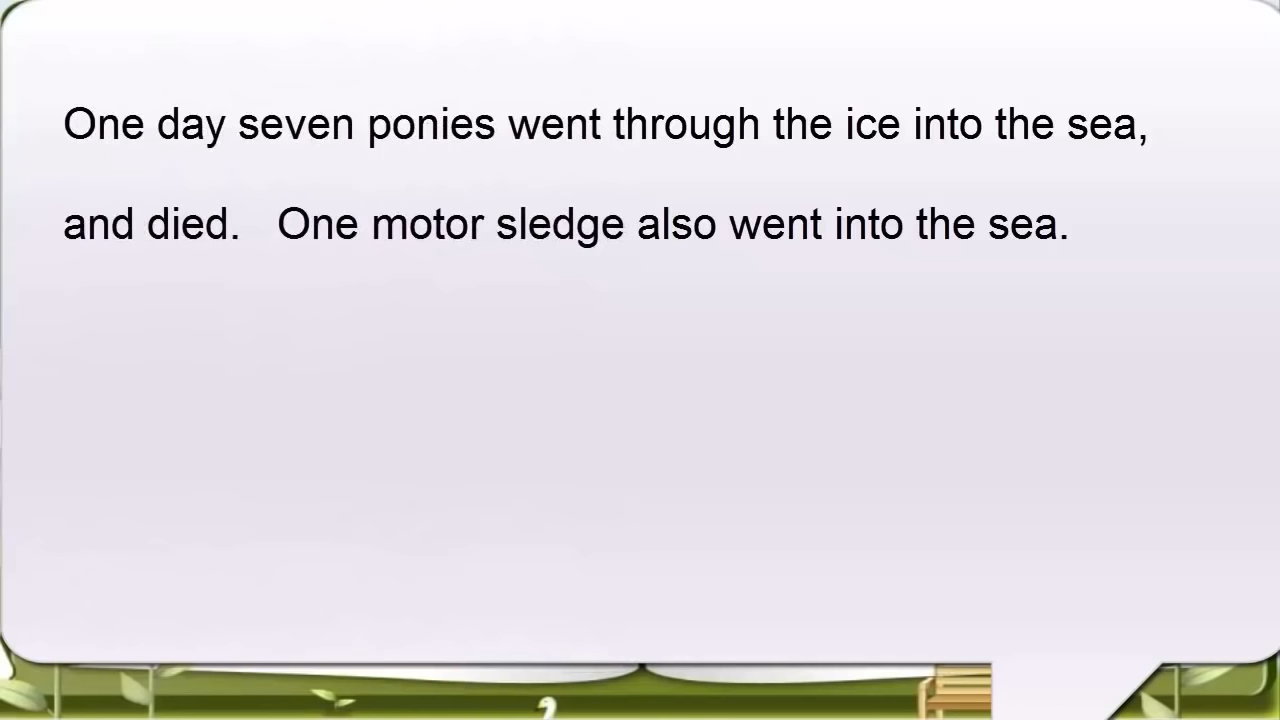 One day seven ponies went through the ice into the sea,
and died.   One motor sledge also went into the sea.